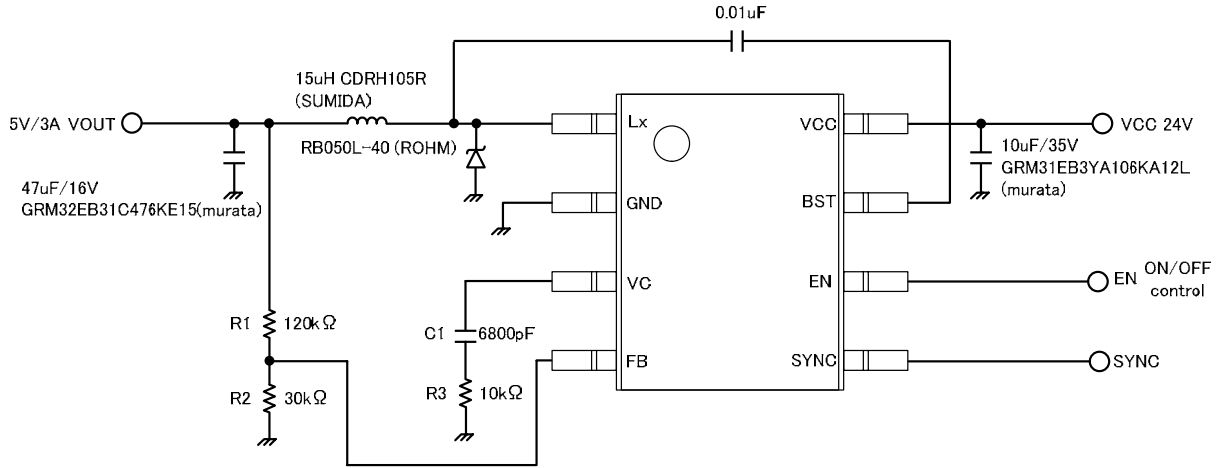 0.01uF
15uH CDRH105R
(SUMIDA)
5V/3A VOUT
Lx
VCC
VCC 24V
RB050L-40 (ROHM)
10uF/35V
GRM31EB3YA106KA12L
(murata)
47uF/16V
GRM32EB31C476KE15(murata)
GND
BST
VC
EN
EN
ON/OFF
control
R1
120kΩ
C1
6800pF
FB
SYNC
SYNC
R2
30kΩ
R3
10kΩ